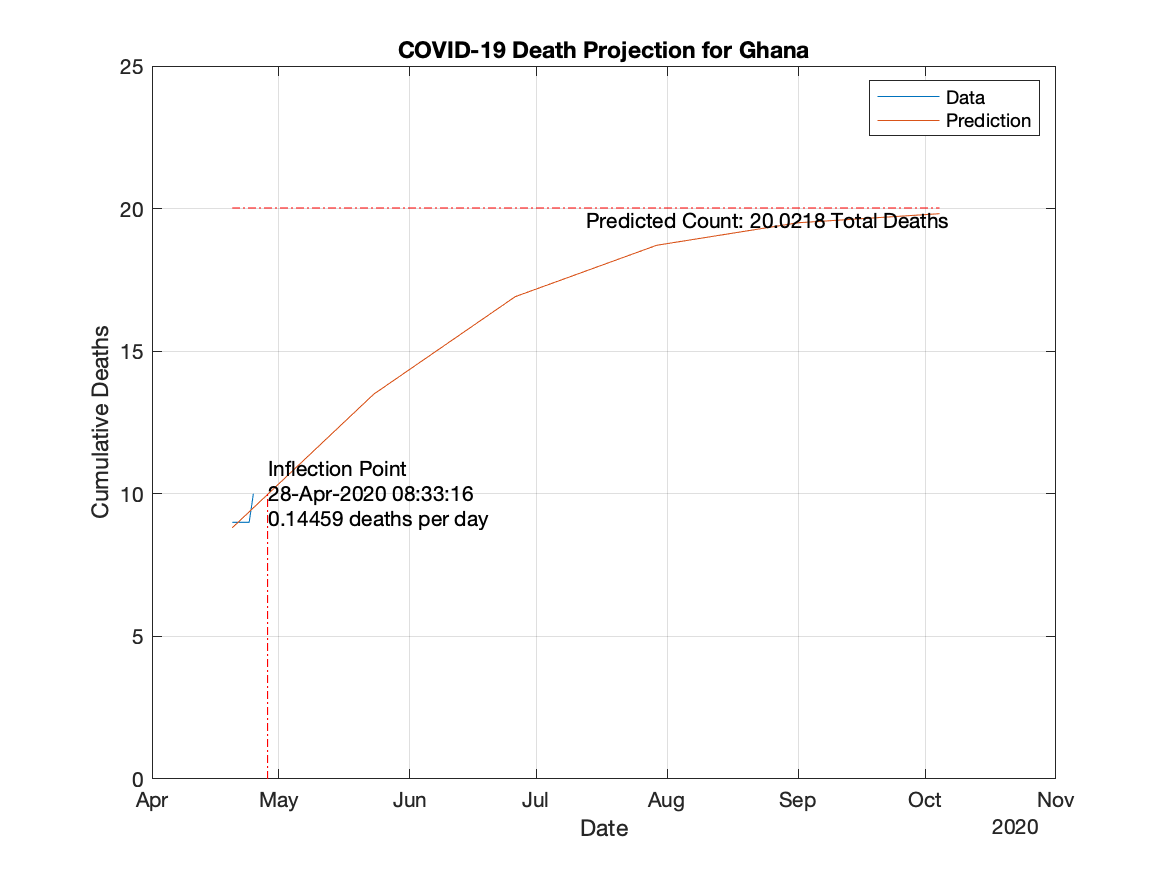 COVID-19 Death Projection for Ghana
25
Data
Prediction
20
Predicted Count: 20.0218 Total Deaths
15
Cumulative Deaths
Inflection Point
10
28-Apr-2020 08:33:16
0.14459 deaths per day
5
0
Apr May Jun Jul Aug Sep Oct Nov
Date
2020